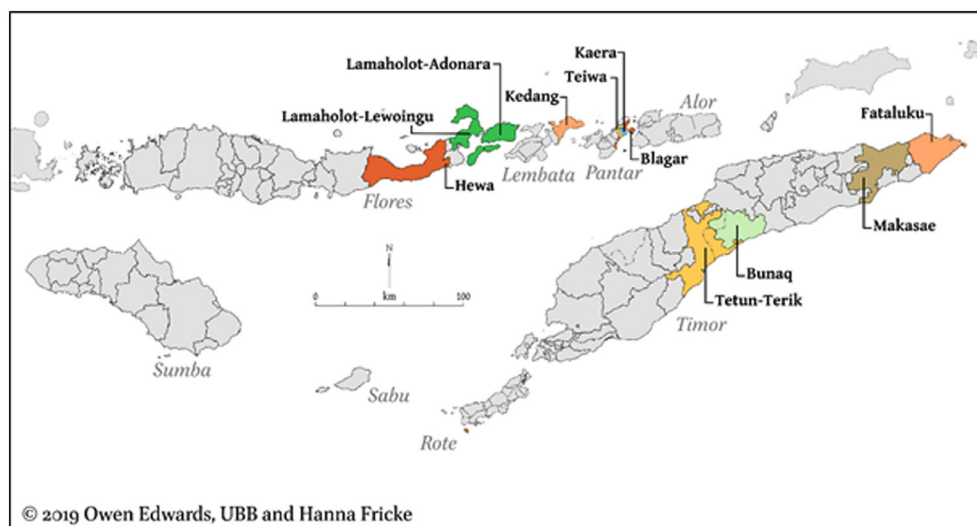 Kaera
Lamaholot-Adonara
Teiwa
Kedang
Alor
Fataluku
Lamaholot-Lewoingu
Blagar
Lembata
Pantar
Hewa
Flores
Makasae
N
Bunaq
0
km
100
Tetun-Terik
Timor
Sumba
Sabu
Rote
© 2019 Owen Edwards, UBB and Hanna Fricke